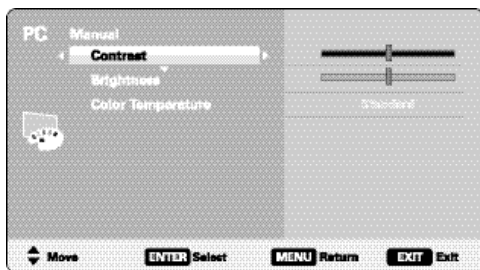 PC Manual
Contrast
Brightness
Color Temperature Standard
Move ENTER Select MENU Return EXIT Exit